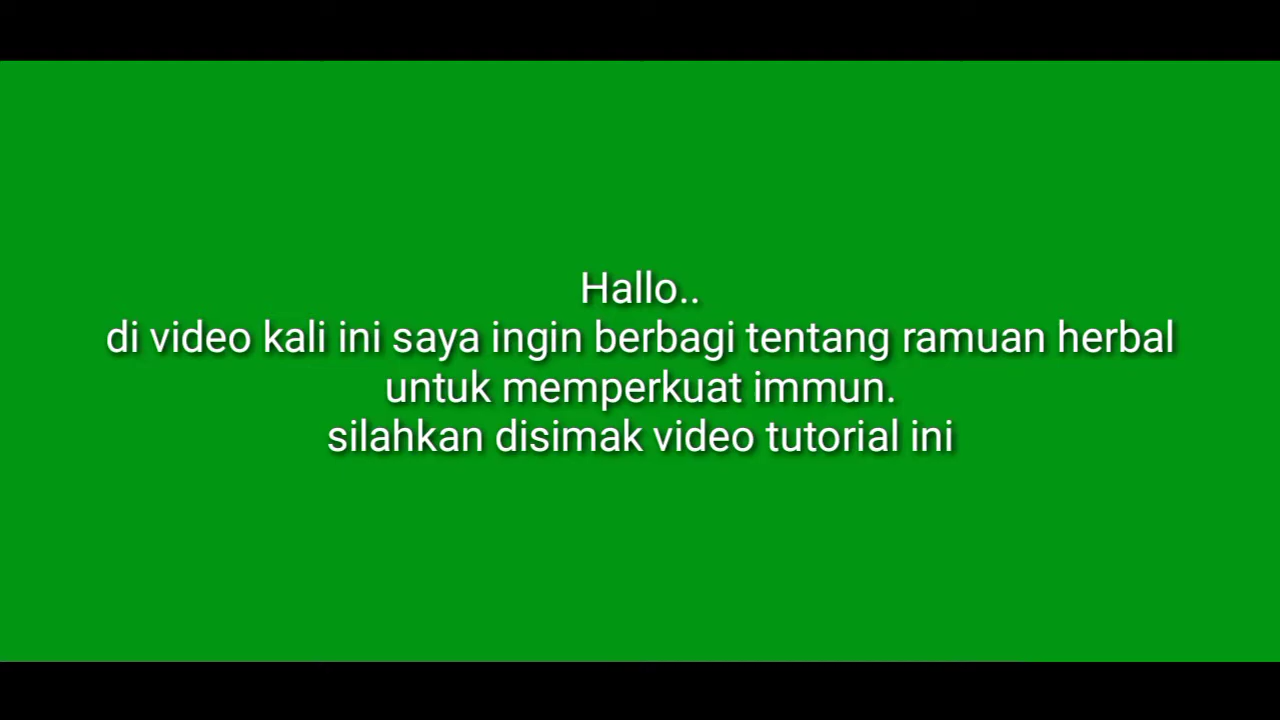 Hallo..
di video kali ini saya ingin berbagi tentang ramuan herbal
untuk memperkuat immun.
silahkan disimak video tutorial ini